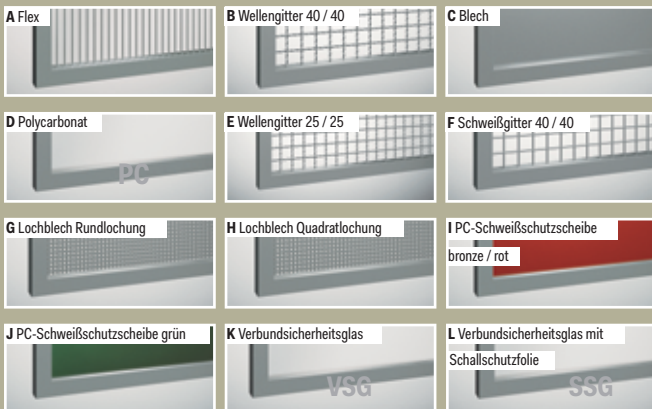 A Flex
B Wellengitter 40 / 40
C Blech
D Polycarbonat
PC
E Wellengitter 25 / 25
F Schweißgitter 40 / 40
G Lochblech Rundlochung
H Lochblech Quadratlochung
I PC-Schweißschutzscheibe
bronze / rot
J PC-Schweißschutzscheibe grün
K Verbundsicherheitsglas
VSG
L Verbundsicherheitsglas mit
Schallschutzfolie
SSG